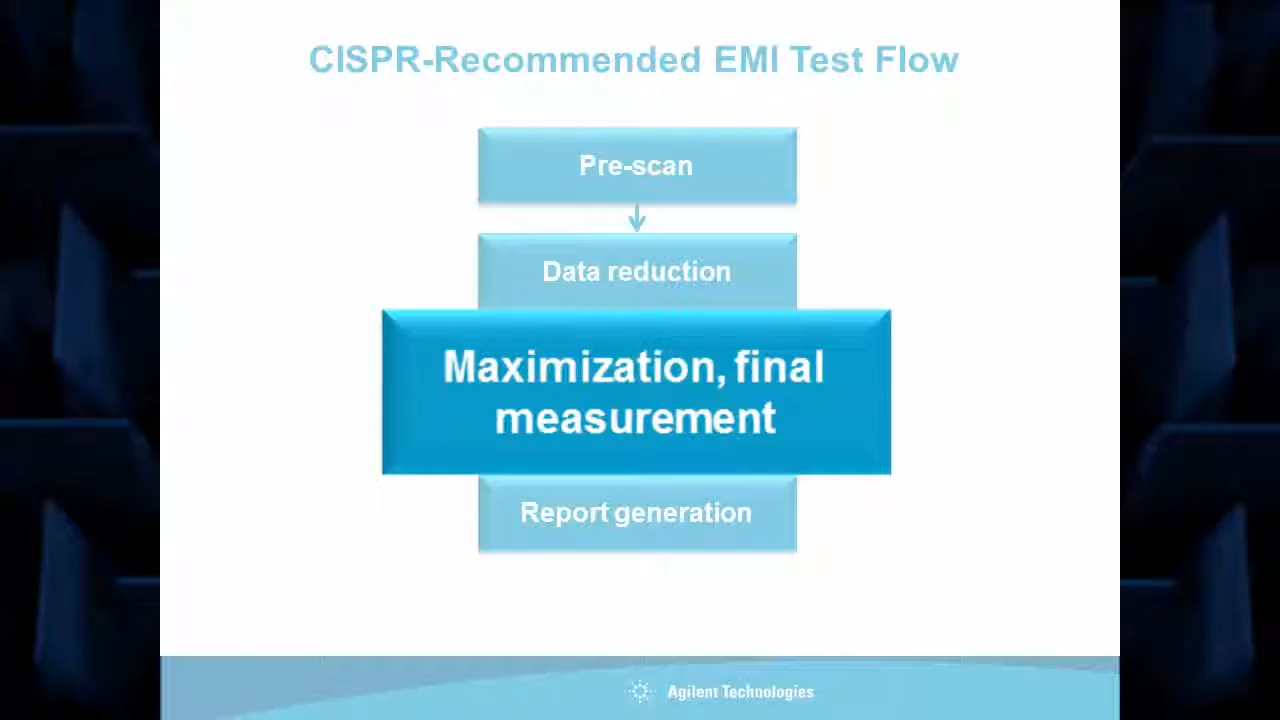 CISPR-Recommended EMI Test Flow
Pre-scan
Data reduction
Maximization, final
measurement
Report generation
Agilent Technologies